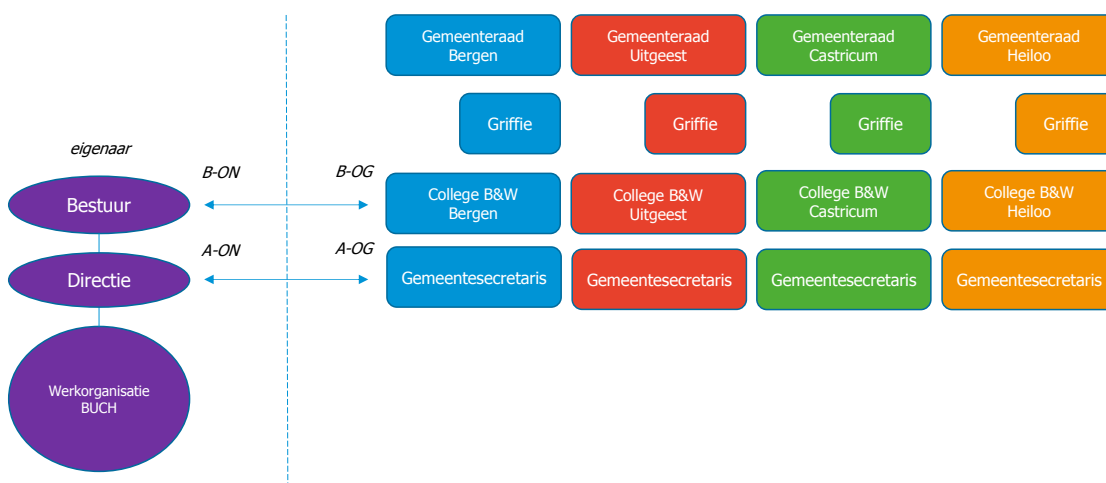 Gemeenteraad
Bergen
Gemeenteraad
Uitgeest
Gemeenteraad
Castricum
Gemeenteraad
Heiloo
Griffie
Griffie
Griffie
Griffie
eigenaar
B-ON
B-OG
Bestuur
College B&W
Bergen
College B&W
Uitgeest
College B&W
Castricum
College B&W
Heiloo
A-ON
A-OG
Directie
Gemeentesecretaris
Gemeentesecretaris
Gemeentesecretaris
Gemeentesecretaris
Werkorganisatie
BUCH